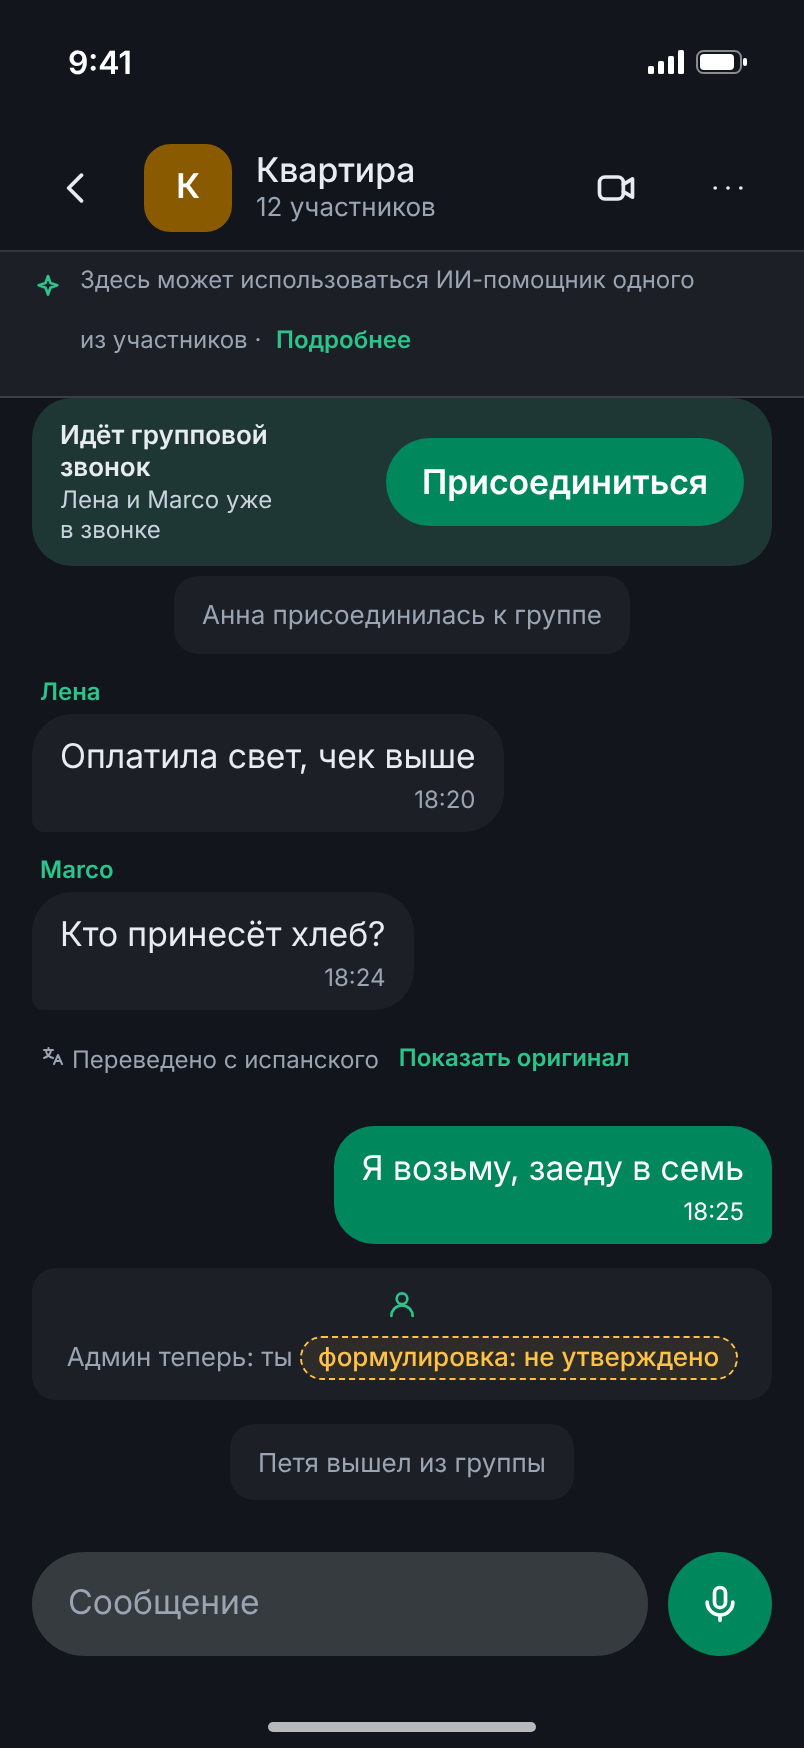 9:41
К
Квартира
12 участников
Здесь может использоваться ИИ-помощник одного
из участников · Подробнее
Идёт групповой
звонок
Лена и Marco уже
в звонке
Присоединиться
Анна присоединилась к группе
Лена
Оплатила свет, чек выше
18:20
Marco
Кто принесёт хлеб?
18:24
Переведено с испанского Показать оригинал
Я возьму, заеду в семь
18:25
Админ теперь: ты формулировка: не утверждено
Петя вышел из группы
Сообщение